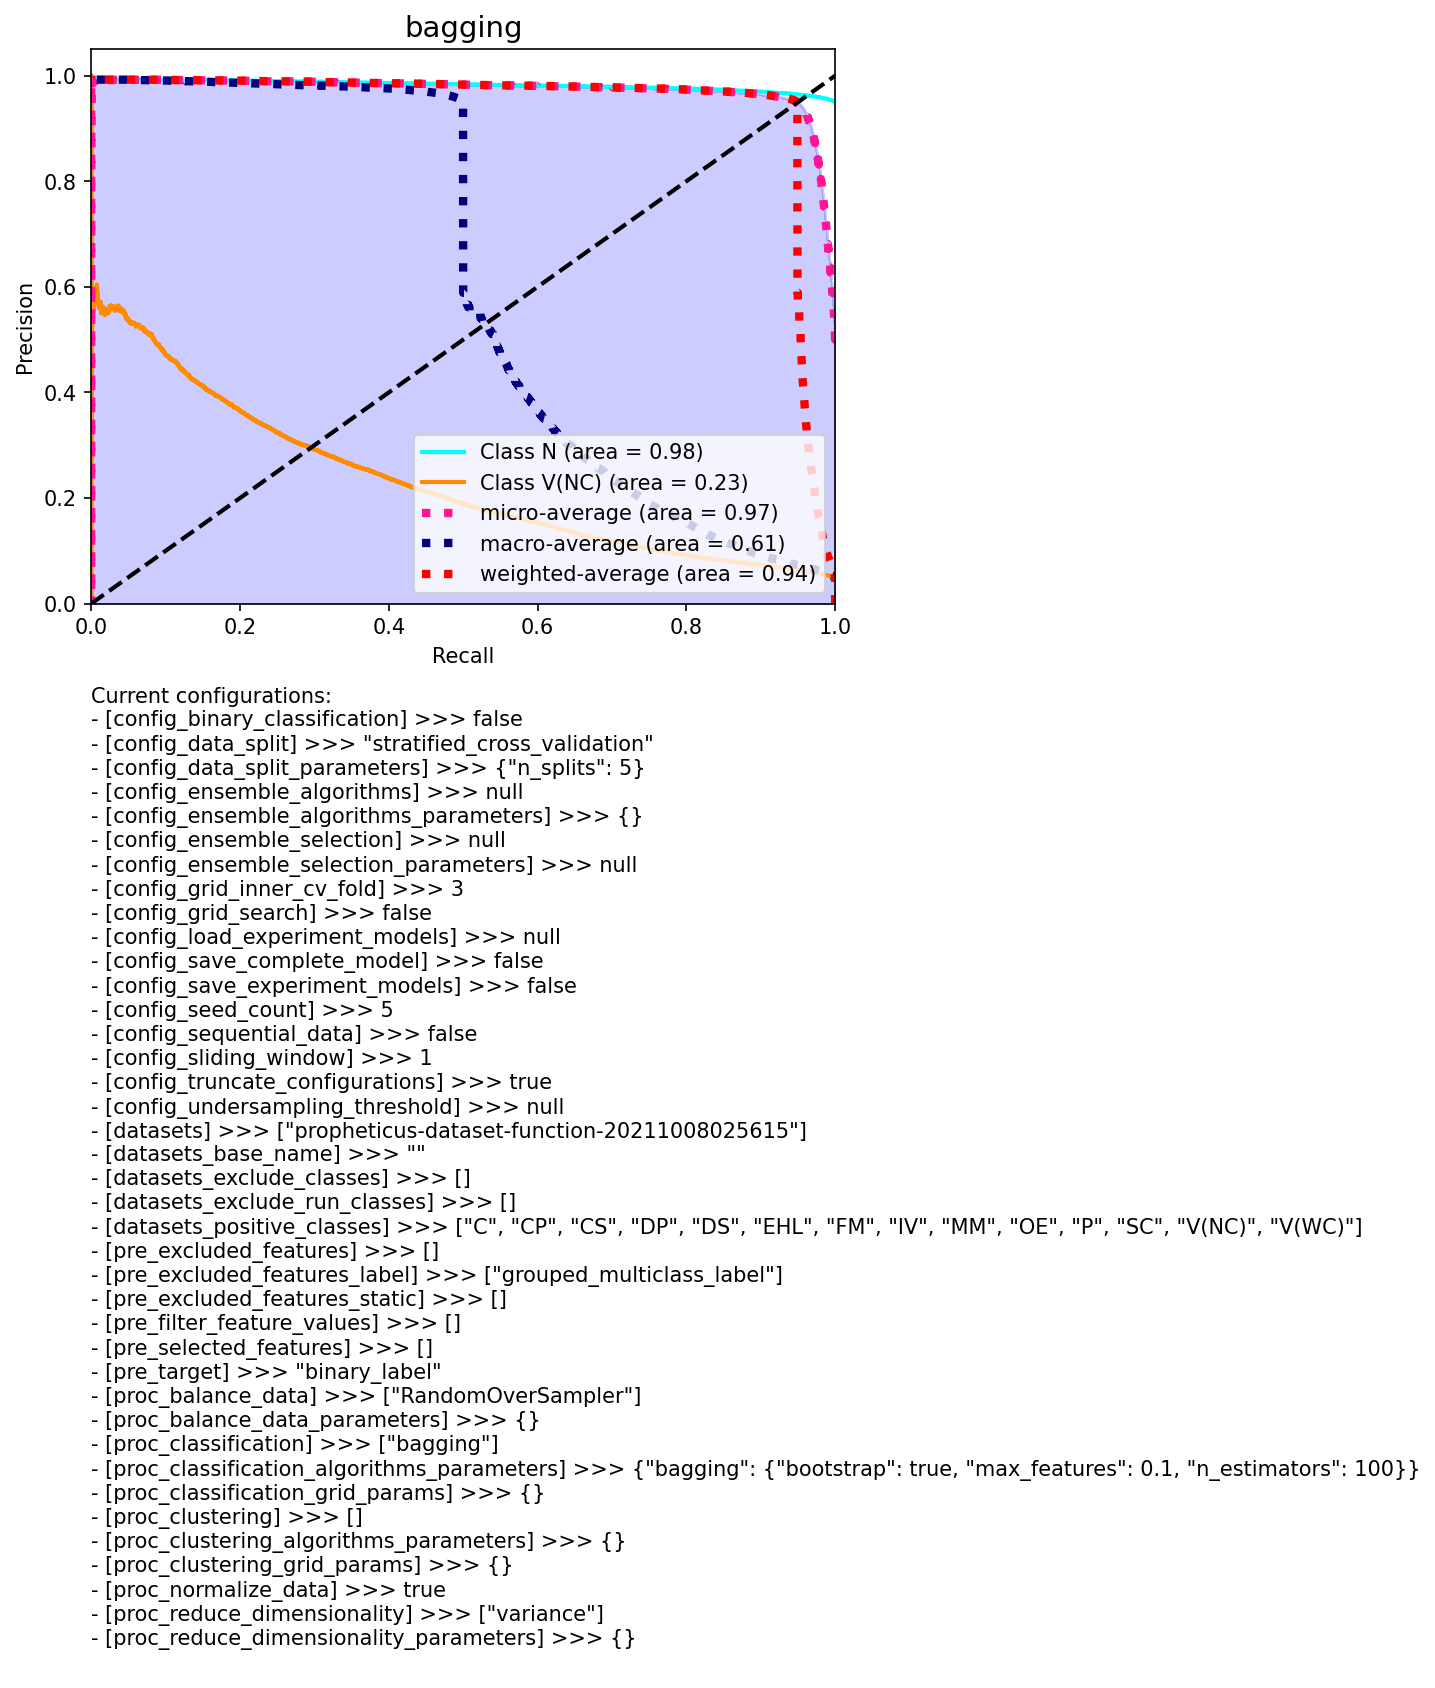 bagging
1.0
0.8
0.6
0.4
0.2
0.0
Precision
Class N (area = 0.98)
Class V(NC) (area = 0.23)
micro-average (area = 0.97)
macro-average (area = 0.61)
weighted-average (area = 0.94)
0.0 0.2 0.4 0.6 0.8 1.0
Recall
Current configurations:
- [config_binary_classification] >>> false
- [config_data_split] >>> "stratified_cross_validation"
- [config_data_split_parameters] >>> {"n_splits": 5}
- [config_ensemble_algorithms] >>> null
- [config_ensemble_algorithms_parameters] >>> {}
- [config_ensemble_selection] >>> null
- [config_ensemble_selection_parameters] >>> null
- [config_grid_inner_cv_fold] >>> 3
- [config_grid_search] >>> false
- [config_load_experiment_models] >>> null
- [config_save_complete_model] >>> false
- [config_save_experiment_models] >>> false
- [config_seed_count] >>> 5
- [config_sequential_data] >>> false
- [config_sliding_window] >>> 1
- [config_truncate_configurations] >>> true
- [config_undersampling_threshold] >>> null
- [datasets] >>> ["propheticus-dataset-function-20211008025615"]
- [datasets_base_name] >>> ""
- [datasets_exclude_classes] >>> []
- [datasets_exclude_run_classes] >>> []
- [datasets_positive_classes] >>> ["C", "CP", "CS", "DP", "DS", "EHL", "FM", "IV", "MM", "OE", "P", "SC", "V(NC)", "V(WC)"]
- [pre_excluded_features] >>> []
- [pre_excluded_features_label] >>> ["grouped_multiclass_label"]
- [pre_excluded_features_static] >>> []
- [pre_filter_feature_values] >>> []
- [pre_selected_features] >>> []
- [pre_target] >>> "binary_label"
- [proc_balance_data] >>> ["RandomOverSampler"]
- [proc_balance_data_parameters] >>> {}
- [proc_classification] >>> ["bagging"]
- [proc_classification_algorithms_parameters] >>> {"bagging": {"bootstrap": true, "max_features": 0.1, "n_estimators": 100}}
- [proc_classification_grid_params] >>> {}
- [proc_clustering] >>> []
- [proc_clustering_algorithms_parameters] >>> {}
- [proc_clustering_grid_params] >>> {}
- [proc_normalize_data] >>> true
- [proc_reduce_dimensionality] >>> ["variance"]
- [proc_reduce_dimensionality_parameters] >>> {}